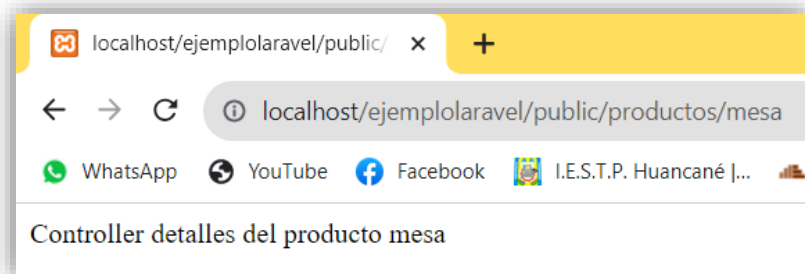 localhost/ejemplolaravel/public/
localhost/ejemplolaravel/public/productos/mesa
WhatsApp YouTube Facebook I.E.S.T.P. Huancané |...
Controller detalles del producto mesa